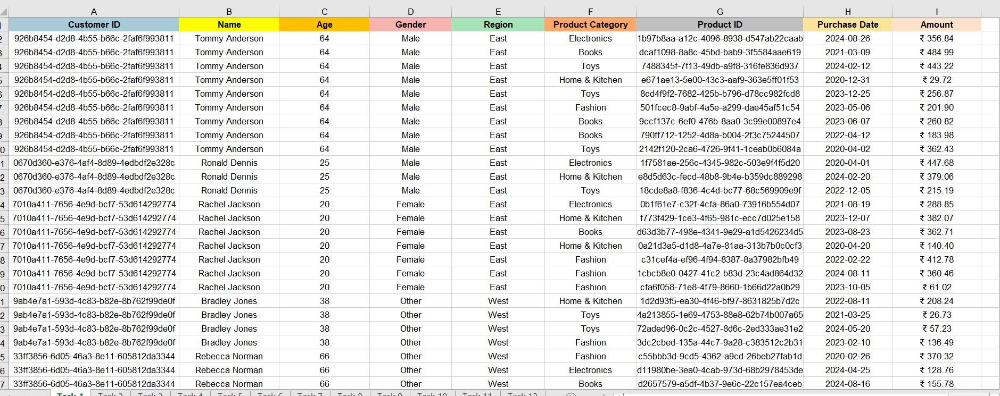 A B C D E F G H I
Customer ID Name Age Gender Region Product Category Product ID Purchase Date Amount
2 926b8454-d2d8-4b55-b66c-2faf6f993811 Tommy Anderson 64 Male East Electronics 1b97b8aa-a12c-4096-8938-d547ab22caab 2024-08-26 ₹ 356.84
3 926b8454-d2d8-4b55-b66c-2faf6f993811 Tommy Anderson 64 Male East Books dcaf1098-8a8c-45bd-bab9-3f5584aae619 2021-03-09 ₹ 484.99
4 926b8454-d2d8-4b55-b66c-2faf6f993811 Tommy Anderson 64 Male East Toys 7488345f-7f13-49db-a9f8-316fe836d937 2024-02-12 ₹ 443.22
5 926b8454-d2d8-4b55-b66c-2faf6f993811 Tommy Anderson 64 Male East Home & Kitchen e671ae13-5e00-43c3-aaf9-363e5ff01f53 2020-12-31 ₹ 29.72
6 926b8454-d2d8-4b55-b66c-2faf6f993811 Tommy Anderson 64 Male East Toys 8cd4f9f2-7682-425b-b796-d78cc982fcd8 2023-12-25 ₹ 256.87
7 926b8454-d2d8-4b55-b66c-2faf6f993811 Tommy Anderson 64 Male East Fashion 501fcec8-9abf-4a5e-a299-dae45af51c54 2023-05-06 ₹ 201.90
8 926b8454-d2d8-4b55-b66c-2faf6f993811 Tommy Anderson 64 Male East Books 9ccf137c-6ef0-476b-8aa0-3c99e00897e4 2023-06-07 ₹ 260.82
9 926b8454-d2d8-4b55-b66c-2faf6f993811 Tommy Anderson 64 Male East Books 790ff712-1252-4d8a-b004-2f3c75244507 2022-04-12 ₹ 183.98
0 926b8454-d2d8-4b55-b66c-2faf6f993811 Tommy Anderson 64 Male East Toys 2142f120-2ca6-4726-9f41-1ceab0b6084a 2020-04-02 ₹ 362.43
1 0670d360-e376-4af4-8d89-4edbdf2e328c Ronald Dennis 25 Male East Electronics 1f7581ae-256c-4345-982c-503e9f4f5d20 2020-04-01 ₹ 447.68
2 0670d360-e376-4af4-8d89-4edbdf2e328c Ronald Dennis 25 Male East Home & Kitchen e8d5d63c-fecd-48b8-9b4e-b359dc889298 2024-02-20 ₹ 379.06
3 0670d360-e376-4af4-8d89-4edbdf2e328c Ronald Dennis 25 Male East Toys 18cde8a8-f836-4c4d-bc77-68c569909e9f 2022-12-05 ₹ 215.19
4 7010a411-7656-4e9d-bcf7-53d614292774 Rachel Jackson 20 Female East Electronics 0b1f61e7-c32f-4cfa-86a0-73916b554d07 2021-08-19 ₹ 288.85
5 7010a411-7656-4e9d-bcf7-53d614292774 Rachel Jackson 20 Female East Home & Kitchen f773f429-1ce3-4f65-981c-ecc7d025e158 2023-12-07 ₹ 382.07
6 7010a411-7656-4e9d-bcf7-53d614292774 Rachel Jackson 20 Female East Books d63d3b77-498e-4341-9e29-a1d5426234d5 2023-08-23 ₹ 362.71
7 7010a411-7656-4e9d-bcf7-53d614292774 Rachel Jackson 20 Female East Home & Kitchen 0a21d3a5-d1d8-4a7e-81aa-313b7b0c0cf3 2020-04-20 ₹ 140.40
8 7010a411-7656-4e9d-bcf7-53d614292774 Rachel Jackson 20 Female East Fashion c31cef4a-ef96-4f94-8387-8a37982bfb49 2022-02-22 ₹ 412.78
9 7010a411-7656-4e9d-bcf7-53d614292774 Rachel Jackson 20 Female East Fashion 1cbcb8e0-0427-41c2-b83d-23c4ad864d32 2024-08-11 ₹ 360.46
0 7010a411-7656-4e9d-bcf7-53d614292774 Rachel Jackson 20 Female East Fashion cfa6f058-71e8-4f79-8660-1b66d22a0b29 2023-10-05 ₹ 61.02
1 9ab4e7a1-593d-4c83-b82e-8b762f99de0f Bradley Jones 38 Other West Home & Kitchen 1d2d93f5-ea30-4f46-bf97-8631825b7d2c 2022-08-11 ₹ 208.24
2 9ab4e7a1-593d-4c83-b82e-8b762f99de0f Bradley Jones 38 Other West Toys 4a213855-1e69-4753-88e8-62b74b007a65 2021-03-25 ₹ 26.73
3 9ab4e7a1-593d-4c83-b82e-8b762f99de0f Bradley Jones 38 Other West Toys 72aded96-0c2c-4527-8d6c-2ed333ae31e2 2024-05-20 ₹ 57.23
4 9ab4e7a1-593d-4c83-b82e-8b762f99de0f Bradley Jones 38 Other West Fashion 3dc2cbed-135a-44c7-9a28-c383512c2b31 2023-02-10 ₹ 136.49
5 33ff3856-6d05-46a3-8e11-605812da3344 Rebecca Norman 66 Other West Fashion c55bbb3d-9cd5-4362-a9cd-26beb27fab1d 2020-02-26 ₹ 370.32
6 33ff3856-6d05-46a3-8e11-605812da3344 Rebecca Norman 66 Other West Electronics d11980be-3ea0-4cab-973d-68b2978453de 2024-04-25 ₹ 128.76
7 33ff3856-6d05-46a3-8e11-605812da3344 Rebecca Norman 66 Other West Books d2657579-a5df-4b37-9e6c-22c157ea4ceb 2024-08-16 ₹ 155.78
Task 1 Task 2 Task 3 Task 4 Task 5 Task 6 Task 7 Task 8 Task 9 Task 10 Task 11 Task 12